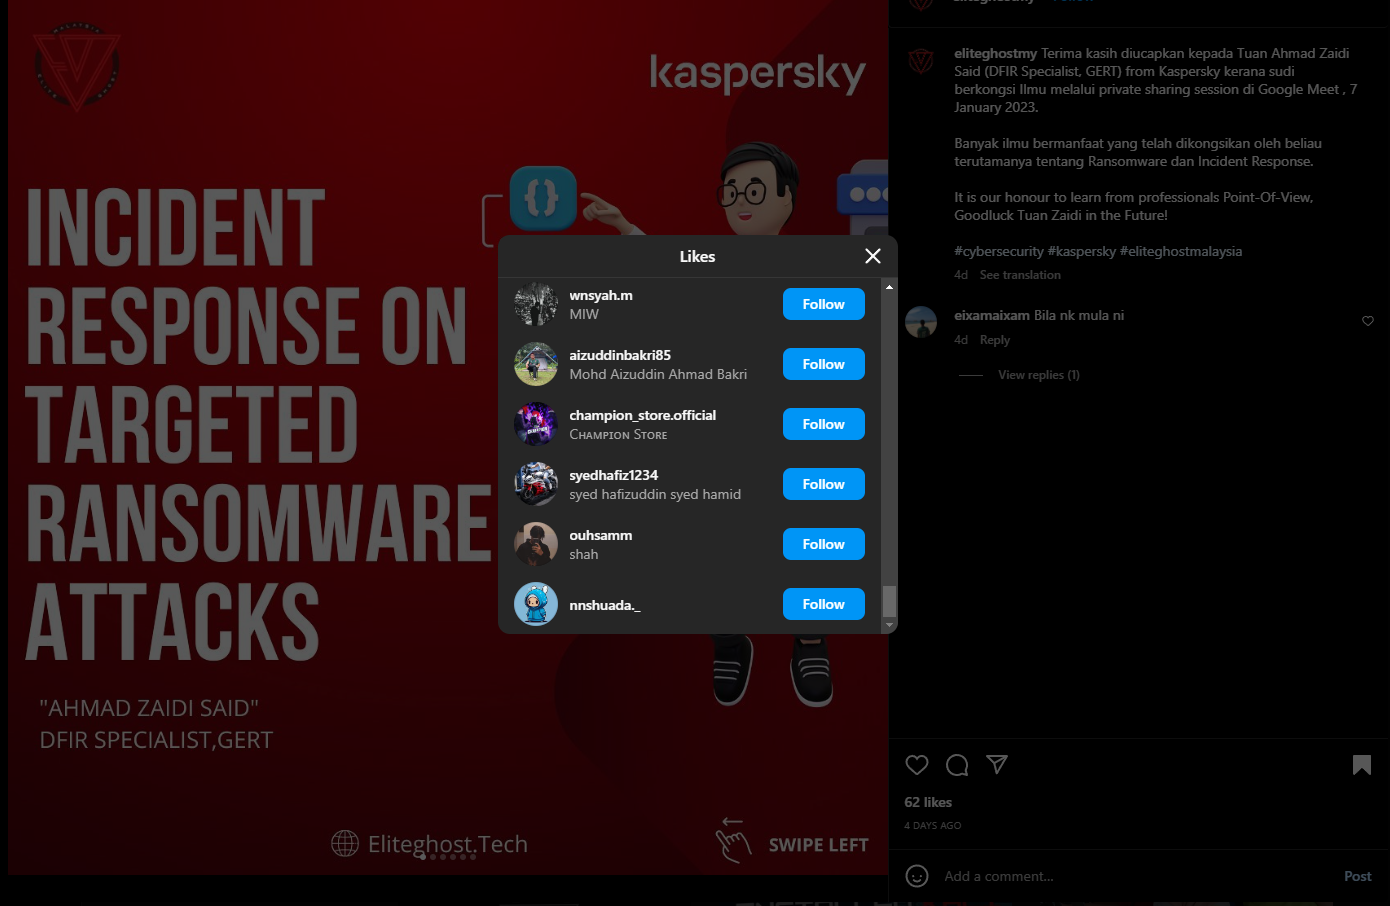 kaspersky
INCIDENT
RESPONSE ON
TARGETED
RANSOMWARE
ATTACKS
"AHMAD ZAIDI SAID"
DFIR SPECIALIST,GERT
Eliteghost.Tech
SWIPE LEFT
Likes
wnsyah.m
MIW
Follow
aizuddinbakri85
Mohd Aizuddin Ahmad Bakri
Follow
champion_store.official
Cʜᴀᴍᴘɪᴏɴ Sᴛᴏʀᴇ
Follow
syedhafiz1234
syed hafizuddin syed hamid
Follow
ouhsamm
shah
Follow
nnshuada._
Follow
eliteghostmy Terima kasih diucapkan kepada Tuan Ahmad Zaidi
Said (DFIR Specialist, GERT) from Kaspersky kerana sudi
berkongsi Ilmu melalui private sharing session di Google Meet , 7
January 2023.
Banyak ilmu bermanfaat yang telah dikongsikan oleh beliau
terutamanya tentang Ransomware dan Incident Response.
It is our honour to learn from professionals Point-Of-View,
Goodluck Tuan Zaidi in the Future!
#cybersecurity #kaspersky #eliteghostmalaysia
4d See translation
eixamaixam Bila nk mula ni
4d Reply
View replies (1)
62 likes
4 DAYS AGO
Add a comment...
Post